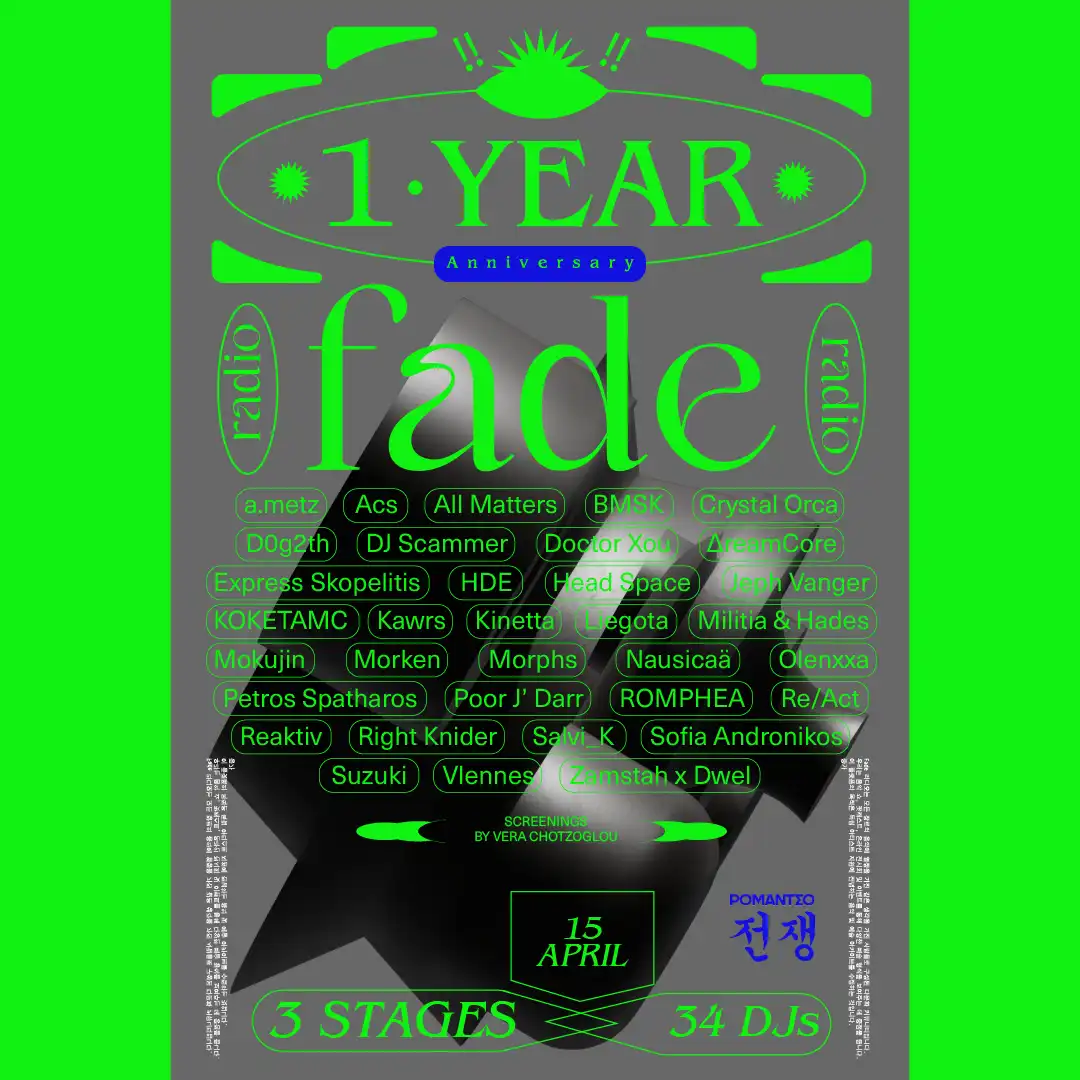 !! !!
1·YEAR
Anniversary
radio
fade
radio
a.metz Acs All Matters BMSK Crystal Orca
D0g2th DJ Scammer Doctor Xou ΔreamCore
Express Skopelitis HDE Head Space Jeph Vanger
KOKETAMC Kawrs Kinetta Liegota Militia & Hades
Mokujin Morken Morphs Nausicaä Olenxxa
Petros Spatharos Poor J' Darr ROMPHEA Re/Act
Reaktiv Right Knider Salvi_K Sofia Andronikos
Suzuki Vlennes Zamstah x Dwel
SCREENINGS
BY VERA CHOTZOGLOU
15
APRIL
ΡΟΜΑΝΤΣΟ
전쟁
3 STAGES
34 DJs